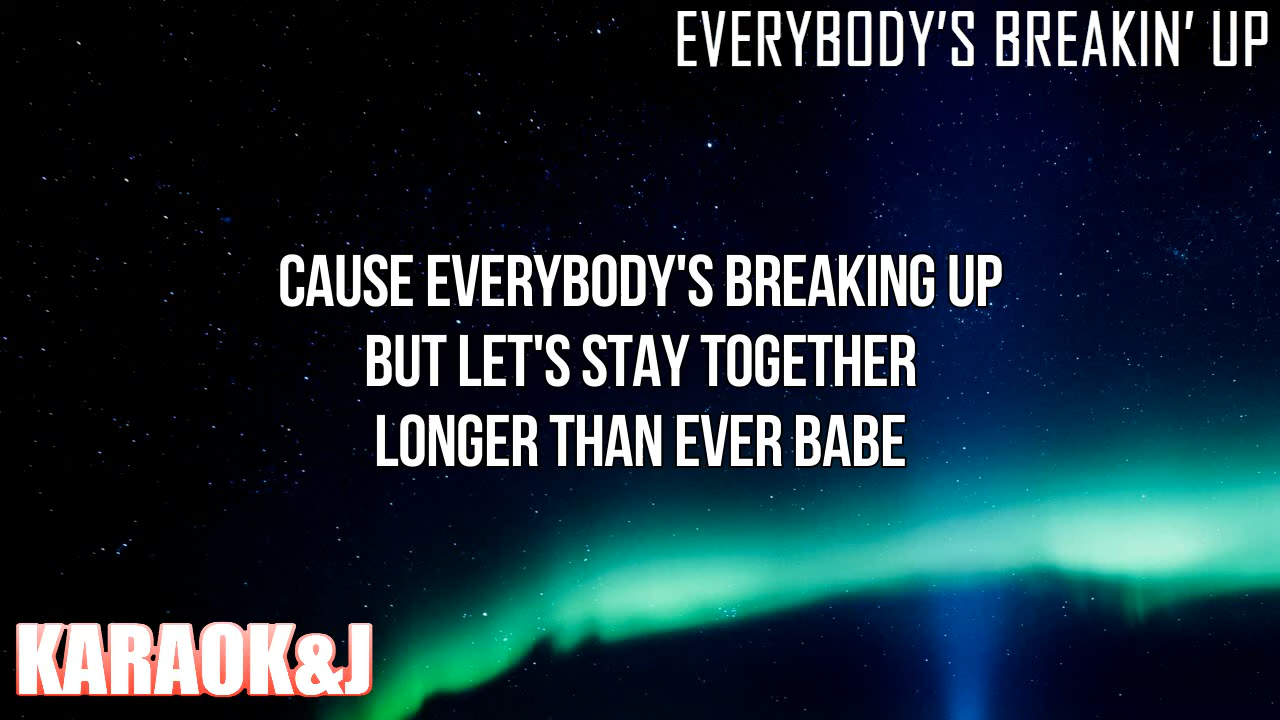 EVERYBODY’S BREAKIN’ UP
CAUSE EVERYBODY'S BREAKING UP
BUT LET'S STAY TOGETHER
LONGER THAN EVER BABE
KARAOK&J